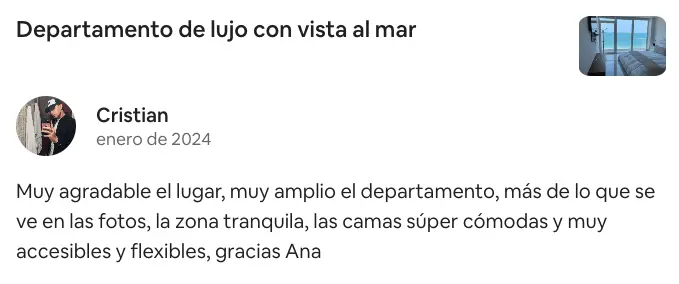 Departamento de lujo con vista al mar
Cristian
enero de 2024
Muy agradable el lugar, muy amplio el departamento, más de lo que se
ve en las fotos, la zona tranquila, las camas súper cómodas y muy
accesibles y flexibles, gracias Ana